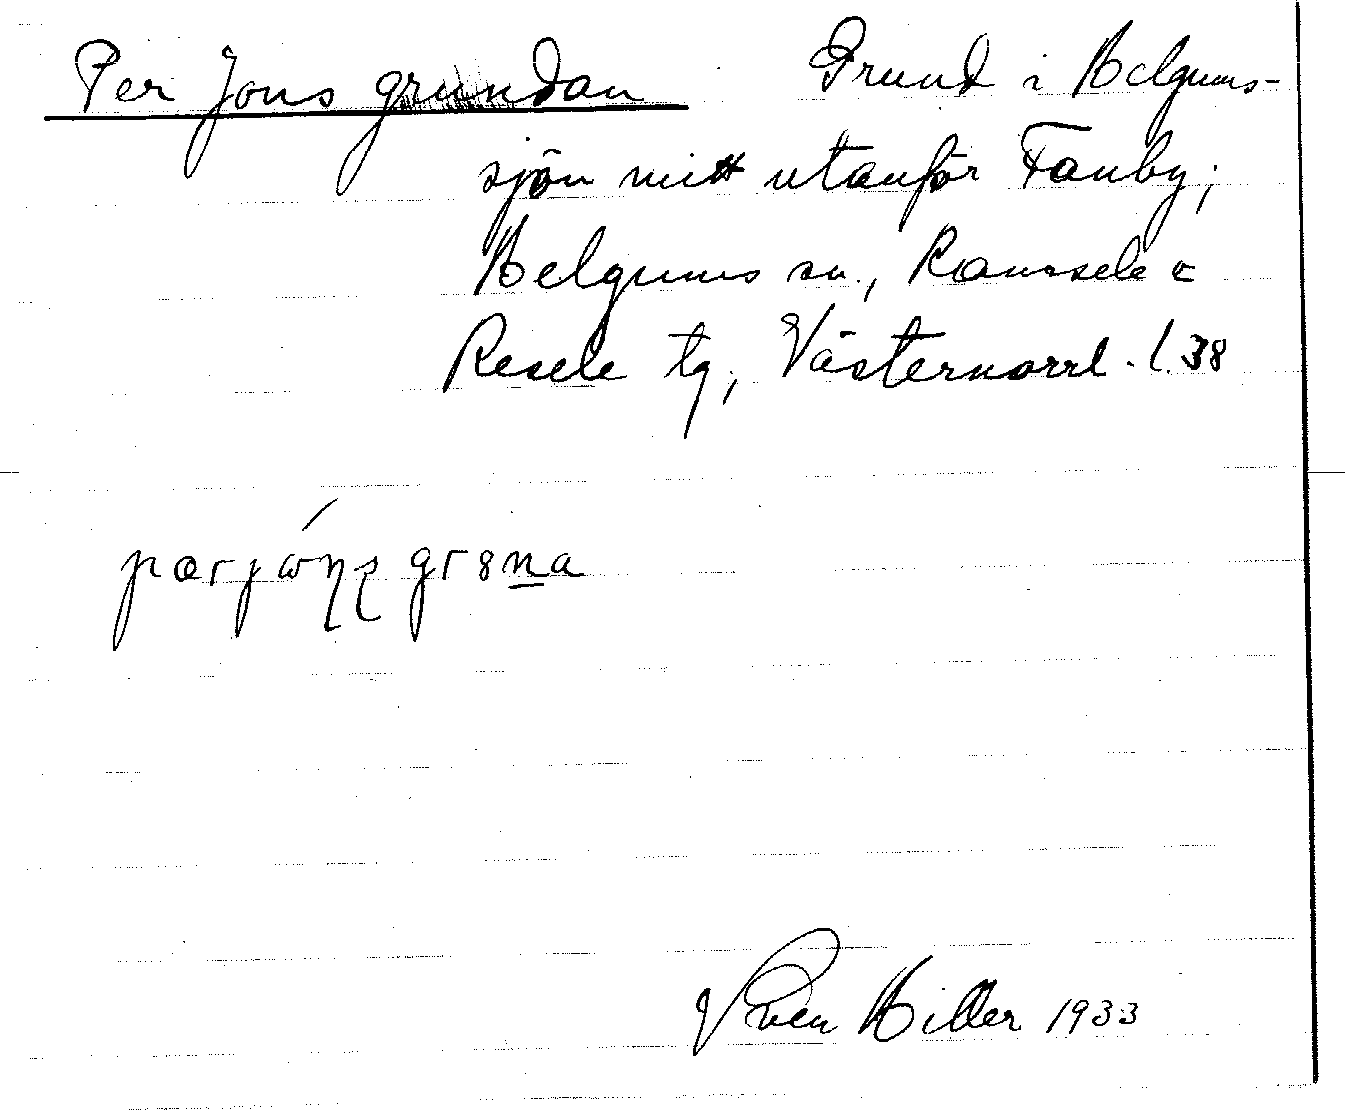 Per Jons grundan Grund i Helgums-
sjön mitt utanför Fanby;
Helgums sn., Ramsele o
Resele tg, Västernorrl. l. 38
Sven Hiller 1933